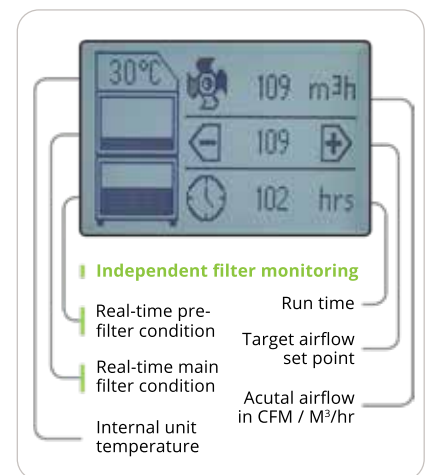 30°C
109 m3h
- 109 +
102 hrs
Independent filter monitoring
Real-time pre-
filter condition
Real-time main
filter condition
Internal unit
temperature
Run time
Target airflow
set point
Acutal airflow
in CFM / M³/hr